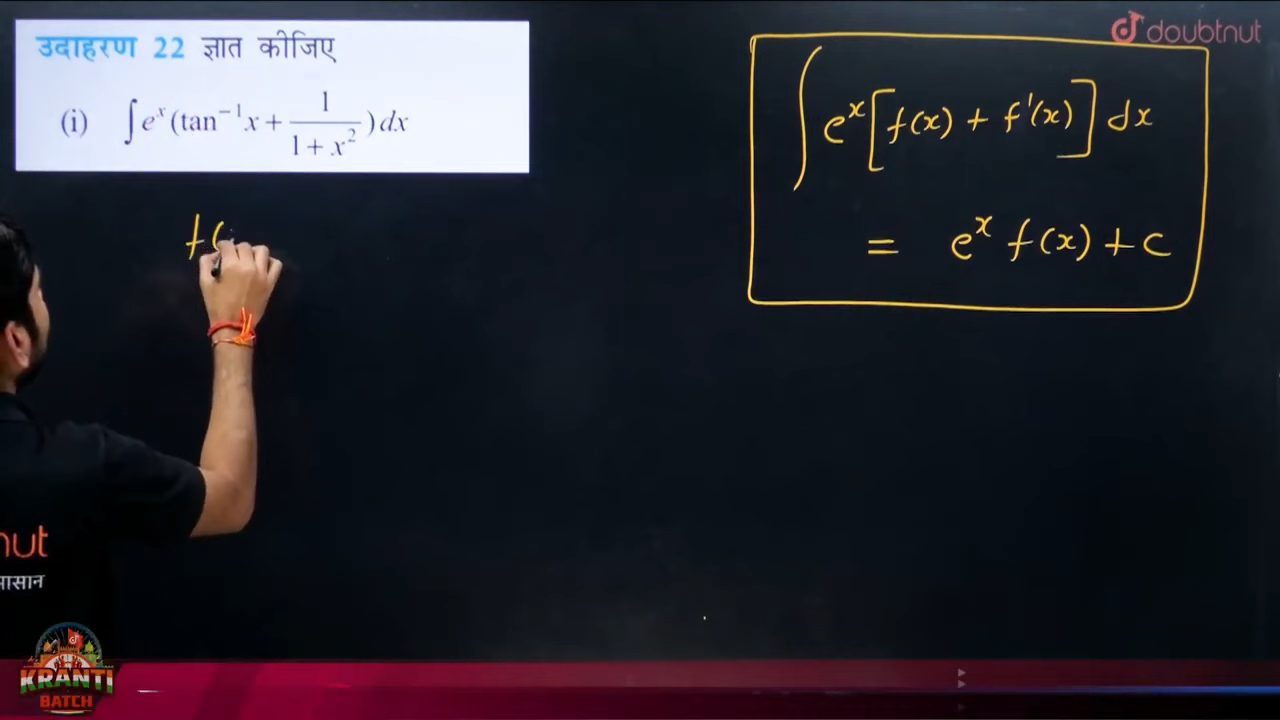 उदाहरण 22 ज्ञात कीजिए
(i) ∫eˣ(tan⁻¹x + 1/(1 + x²))dx
doubtnut
∫ eˣ[f(x) + f'(x)] dx
= eˣ f(x) + c
f(
nut
KRANTI
BATCH